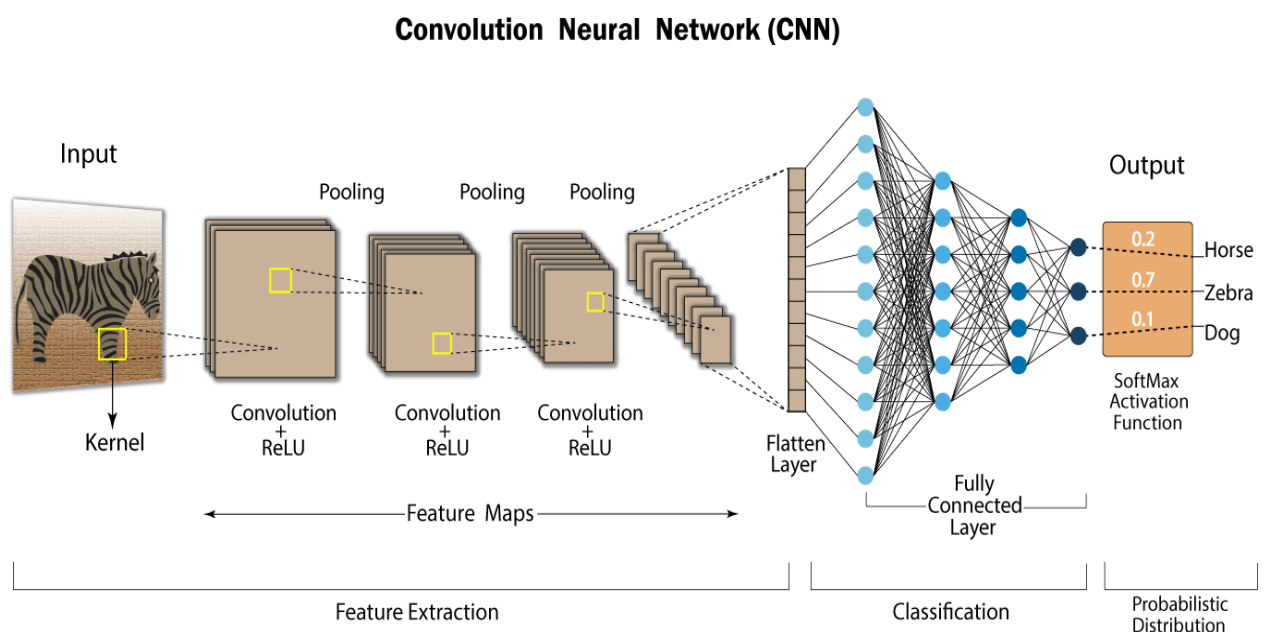 Convolution Neural Network (CNN)
Input
Pooling
Pooling
Pooling
Output
0.2
Horse
0.7
Zebra
0.1
Dog
SoftMax
Activation
Function
Kernel
Convolution
+
ReLU
Convolution
+
ReLU
Convolution
+
ReLU
Flatten
Layer
Fully
Connected
Layer
Feature Maps
Feature Extraction
Classification
Probabilistic
Distribution